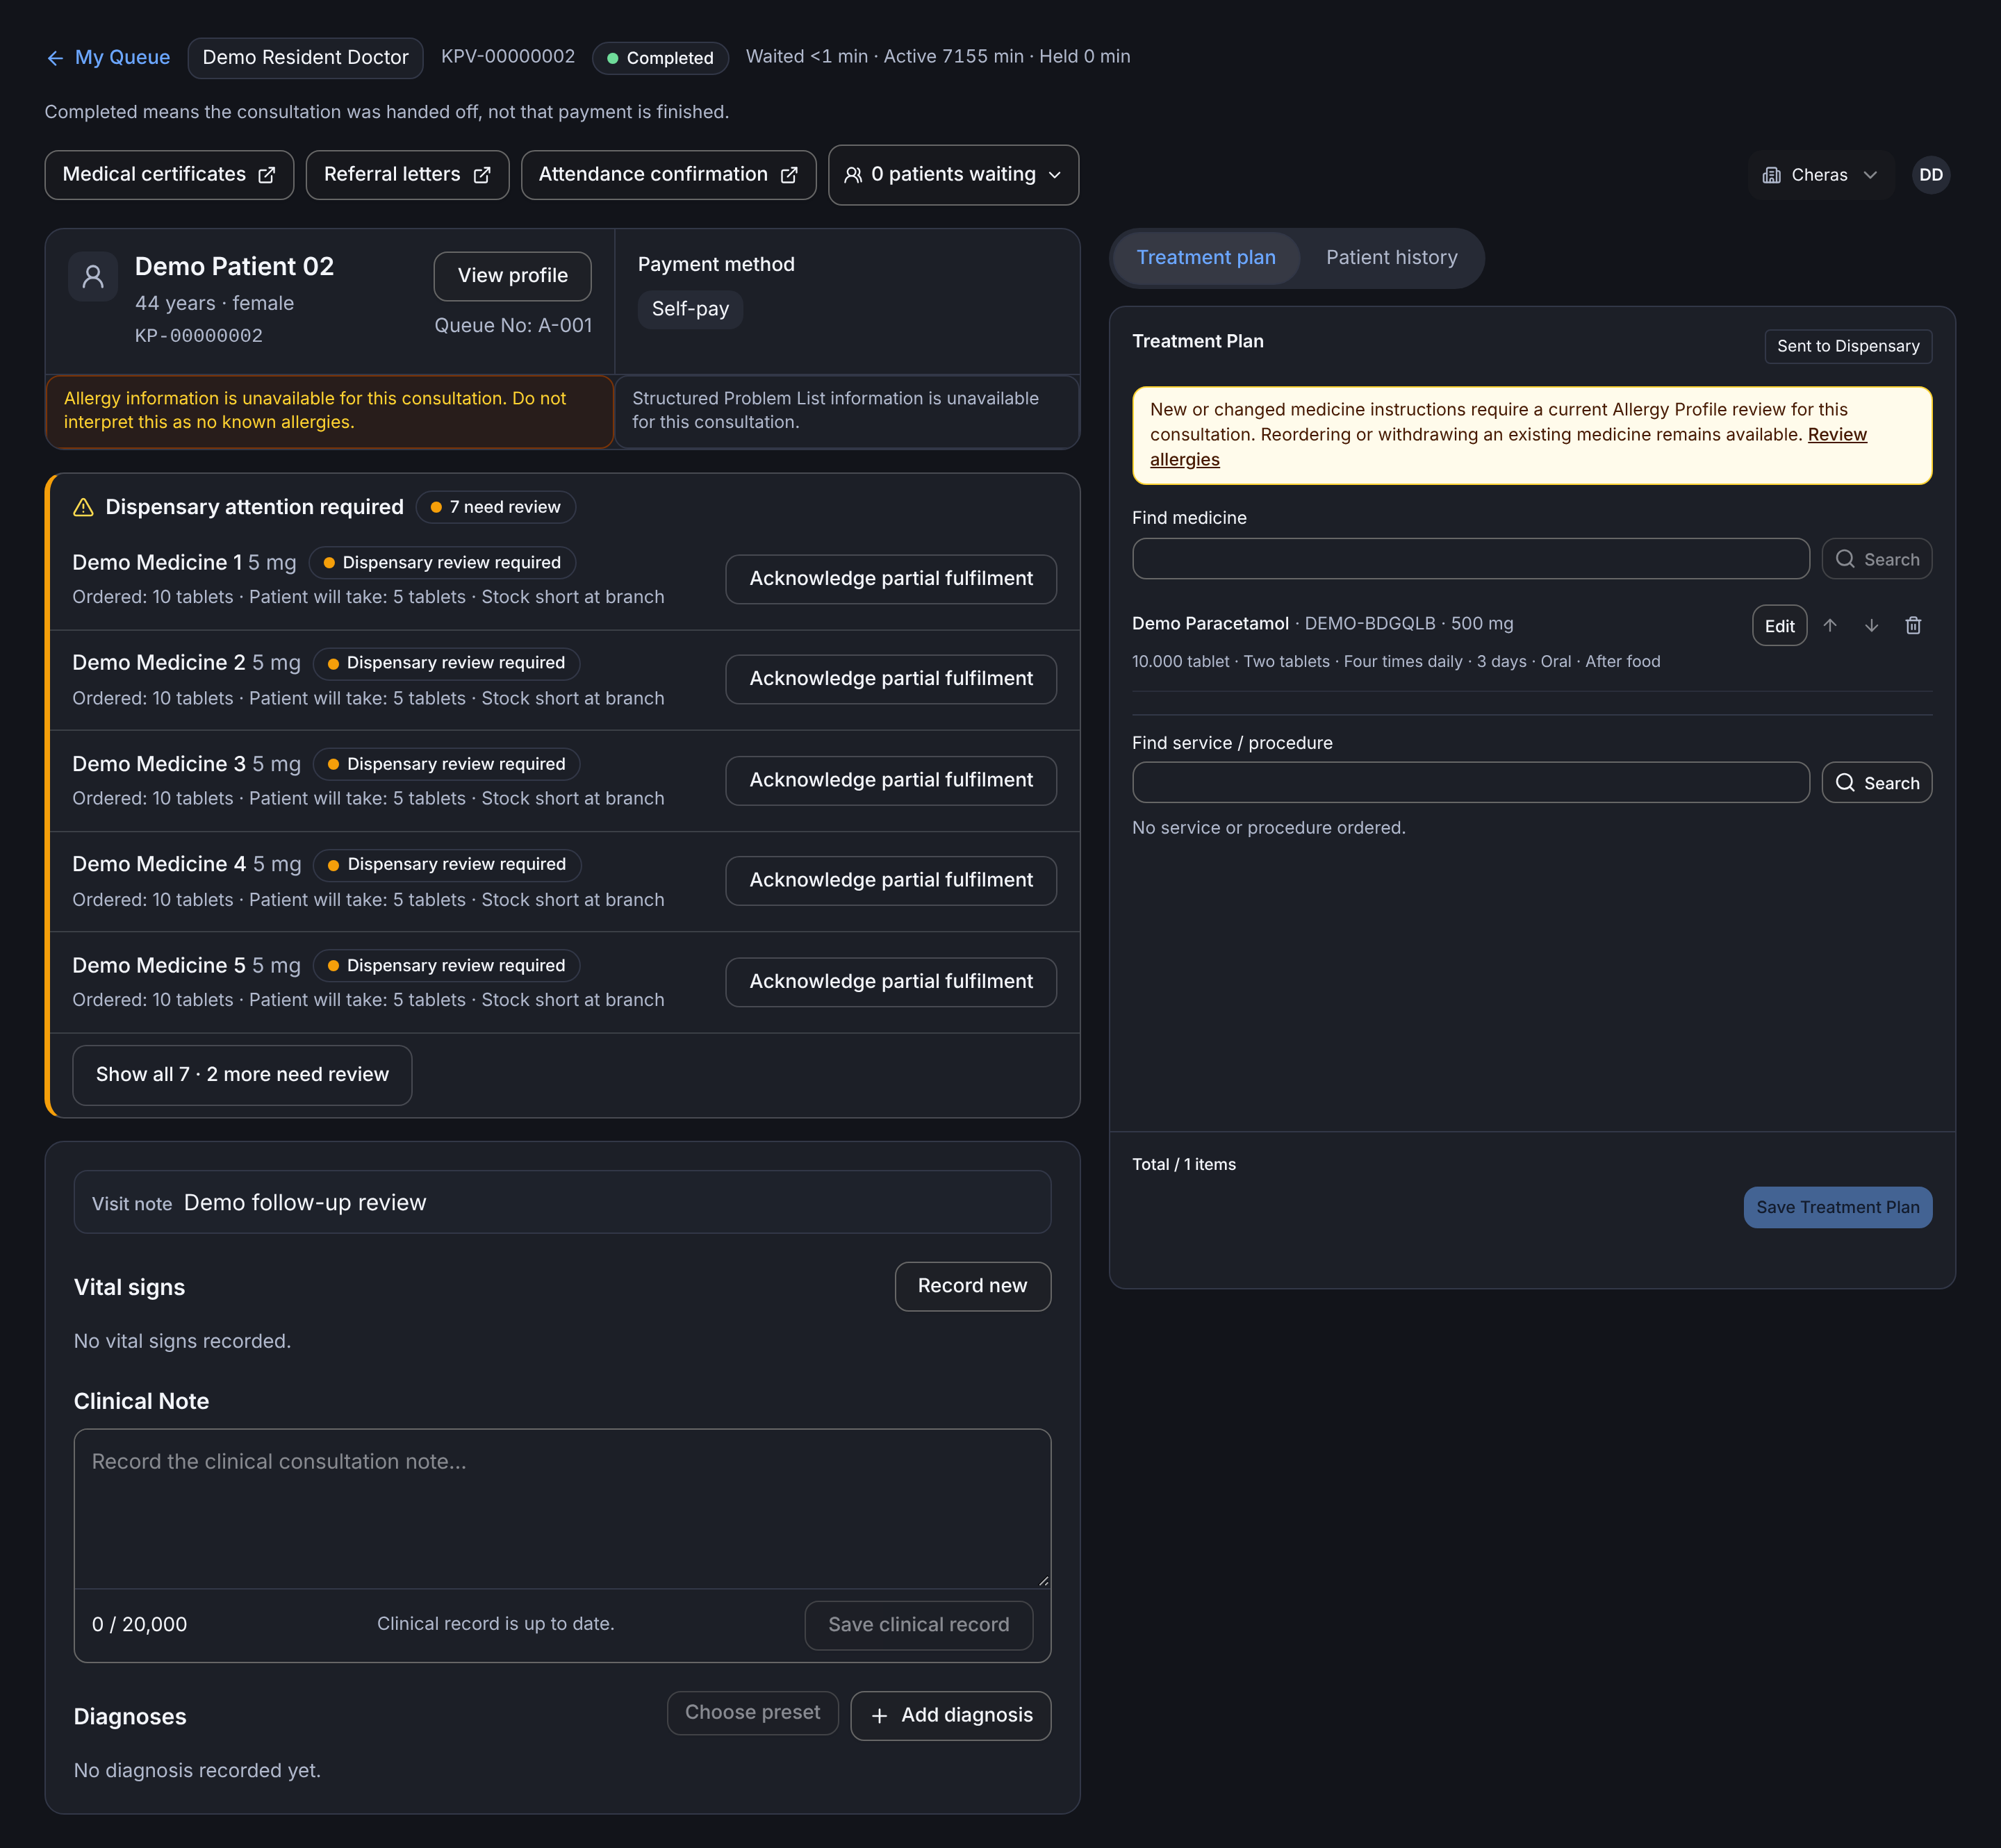 My Queue
Demo Resident Doctor
KPV-00000002
Completed
Waited <1 min · Active 7155 min · Held 0 min
Completed means the consultation was handed off, not that payment is finished.
Medical certificates
Referral letters
Attendance confirmation
0 patients waiting
Cheras
DD
Demo Patient 02
44 years · female
KP-00000002
View profile
Queue No: A-001
Payment method
Self-pay
Allergy information is unavailable for this consultation. Do not
interpret this as no known allergies.
Structured Problem List information is unavailable
for this consultation.
Dispensary attention required
7 need review
Demo Medicine 1 5 mg
Dispensary review required
Ordered: 10 tablets · Patient will take: 5 tablets · Stock short at branch
Acknowledge partial fulfilment
Demo Medicine 2 5 mg
Dispensary review required
Ordered: 10 tablets · Patient will take: 5 tablets · Stock short at branch
Acknowledge partial fulfilment
Demo Medicine 3 5 mg
Dispensary review required
Ordered: 10 tablets · Patient will take: 5 tablets · Stock short at branch
Acknowledge partial fulfilment
Demo Medicine 4 5 mg
Dispensary review required
Ordered: 10 tablets · Patient will take: 5 tablets · Stock short at branch
Acknowledge partial fulfilment
Demo Medicine 5 5 mg
Dispensary review required
Ordered: 10 tablets · Patient will take: 5 tablets · Stock short at branch
Acknowledge partial fulfilment
Show all 7 · 2 more need review
Visit note Demo follow-up review
Vital signs
Record new
No vital signs recorded.
Clinical Note
Record the clinical consultation note...
0 / 20,000
Clinical record is up to date.
Save clinical record
Diagnoses
Choose preset
Add diagnosis
No diagnosis recorded yet.
Treatment plan
Patient history
Treatment Plan
Sent to Dispensary
New or changed medicine instructions require a current Allergy Profile review for this
consultation. Reordering or withdrawing an existing medicine remains available. Review
allergies
Find medicine
Search
Demo Paracetamol · DEMO-BDGQLB · 500 mg
Edit
10.000 tablet · Two tablets · Four times daily · 3 days · Oral · After food
Find service / procedure
Search
No service or procedure ordered.
Total / 1 items
Save Treatment Plan